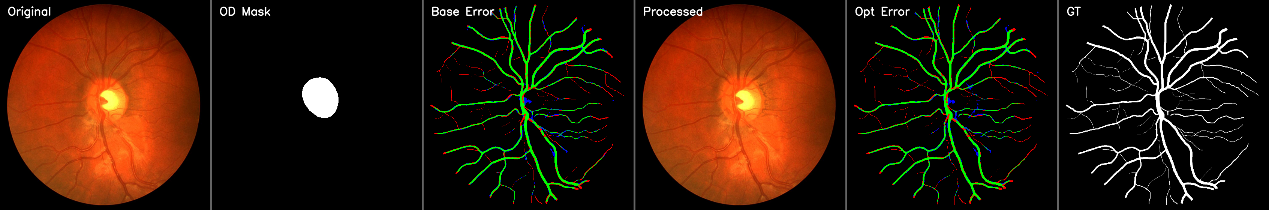 Original
OD Mask
Base Error
Processed
Opt Error
GT